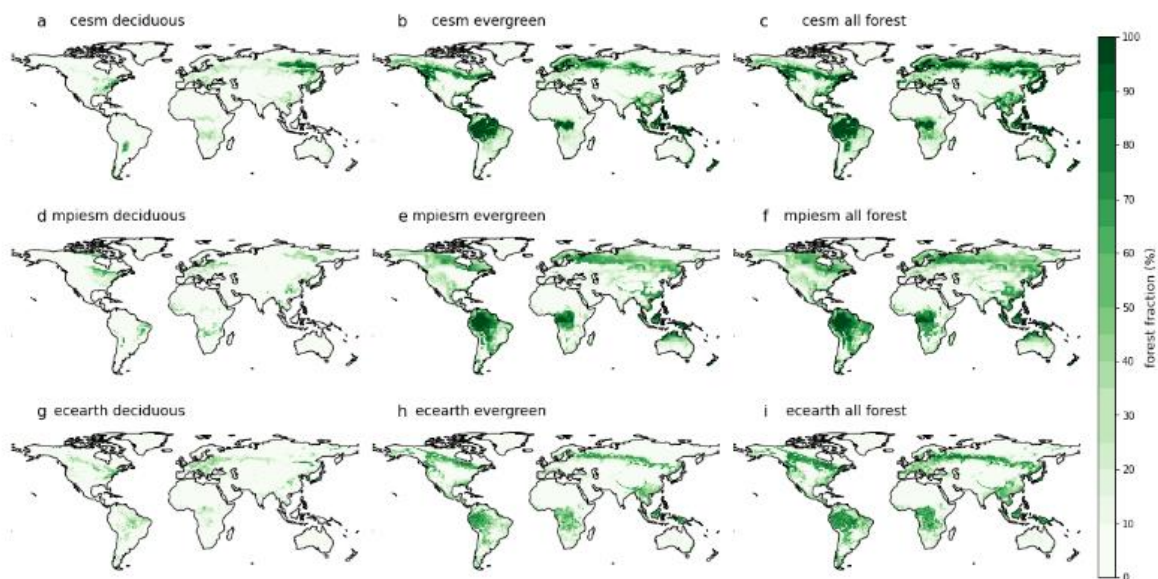 a cesm deciduous
b cesm evergreen
c cesm all forest
d mpiesm deciduous
e mpiesm evergreen
f mpiesm all forest
g ecearth deciduous
h ecearth evergreen
i ecearth all forest
100
90
80
70
60
50
40
30
20
10
0
forest fraction (%)